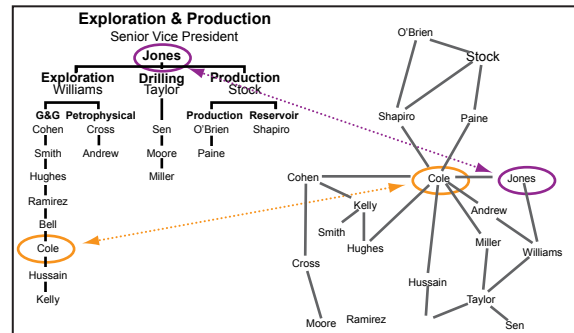 Exploration & Production
Senior Vice President
Jones
Exploration Drilling Production
Williams Taylor Stock
G&G Petrophysical Production Reservoir
Cohen Cross Sen O'Brien Shapiro
Smith Andrew Moore Paine
Hughes Miller
Ramirez
Bell
Cole
Hussain
Kelly
O'Brien
Stock
Shapiro Paine
Cohen Cole Jones
Kelly Andrew
Smith Hughes Miller Williams
Cross Hussain
Taylor
Moore Ramirez Sen